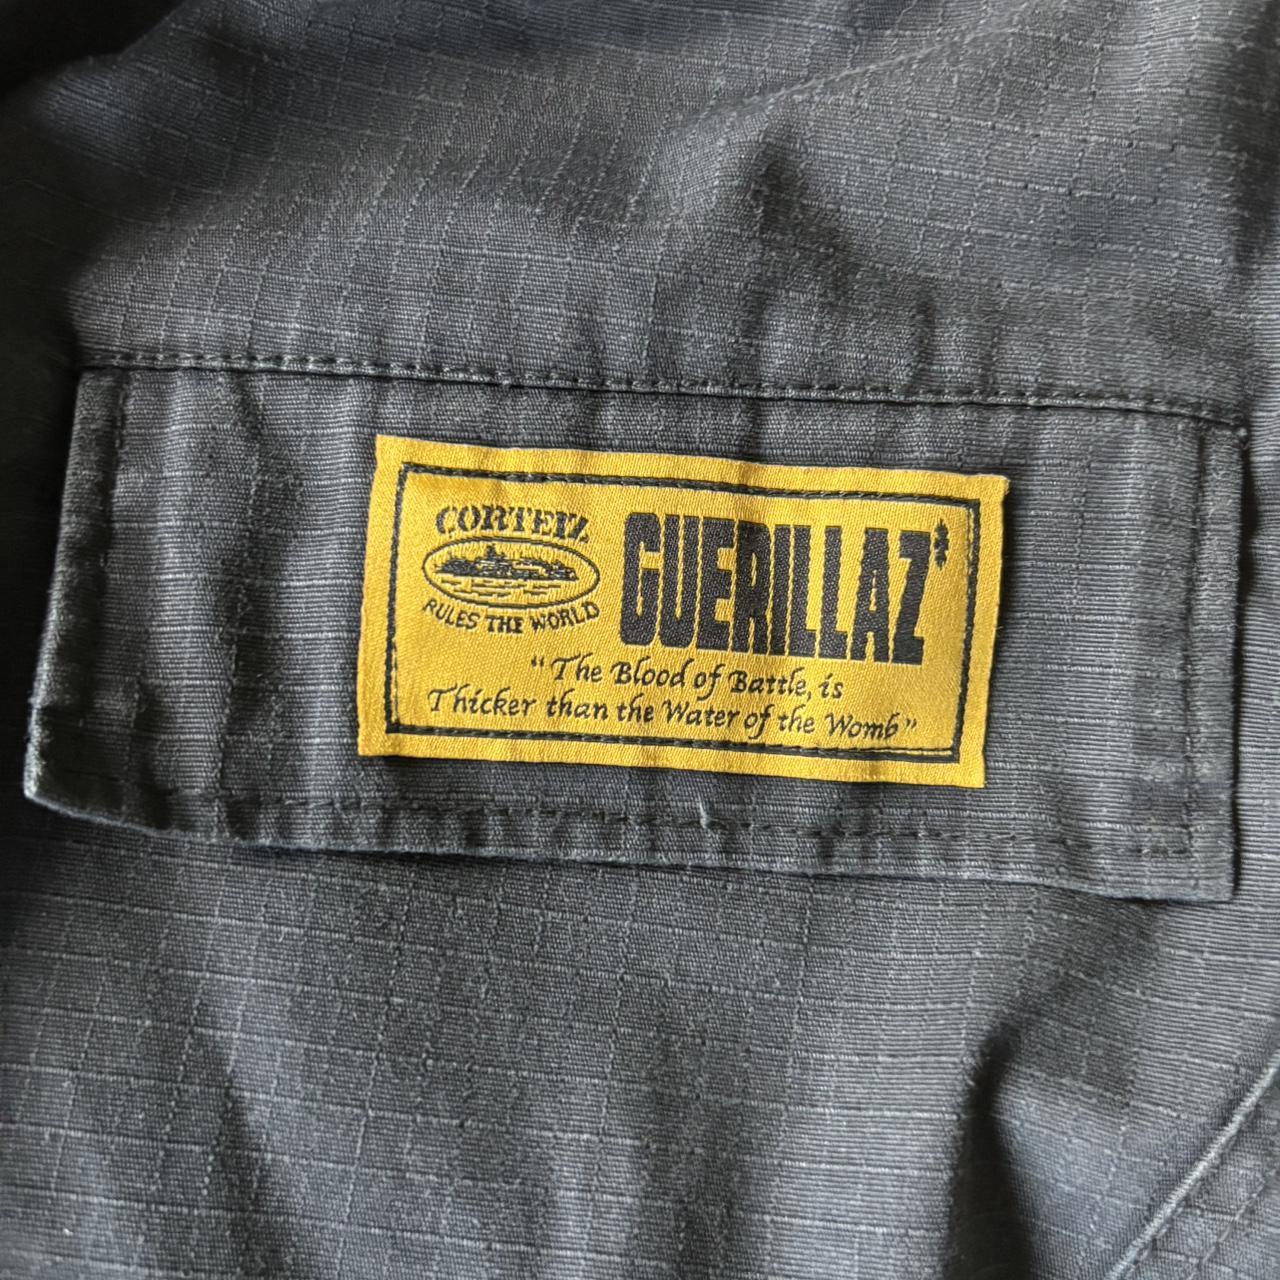 CORTEIZ
RULES THE WORLD
GUERILLAZ
"The Blood of Battle, is
Thicker than the Water of the Womb"